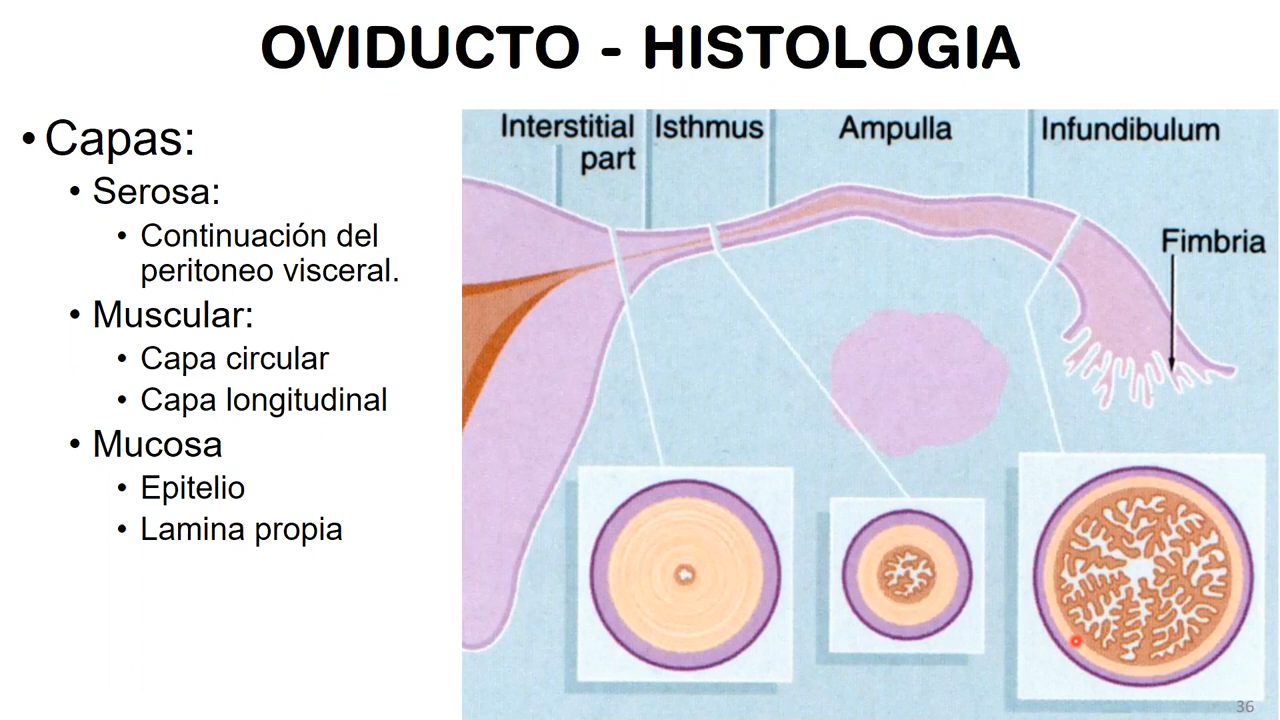 OVIDUCTO - HISTOLOGIA
• Capas:
• Serosa:
• Continuación del
peritoneo visceral.
• Muscular:
• Capa circular
• Capa longitudinal
• Mucosa
• Epitelio
• Lamina propia
Interstitial
part
Isthmus
Ampulla
Infundibulum
Fimbria
36